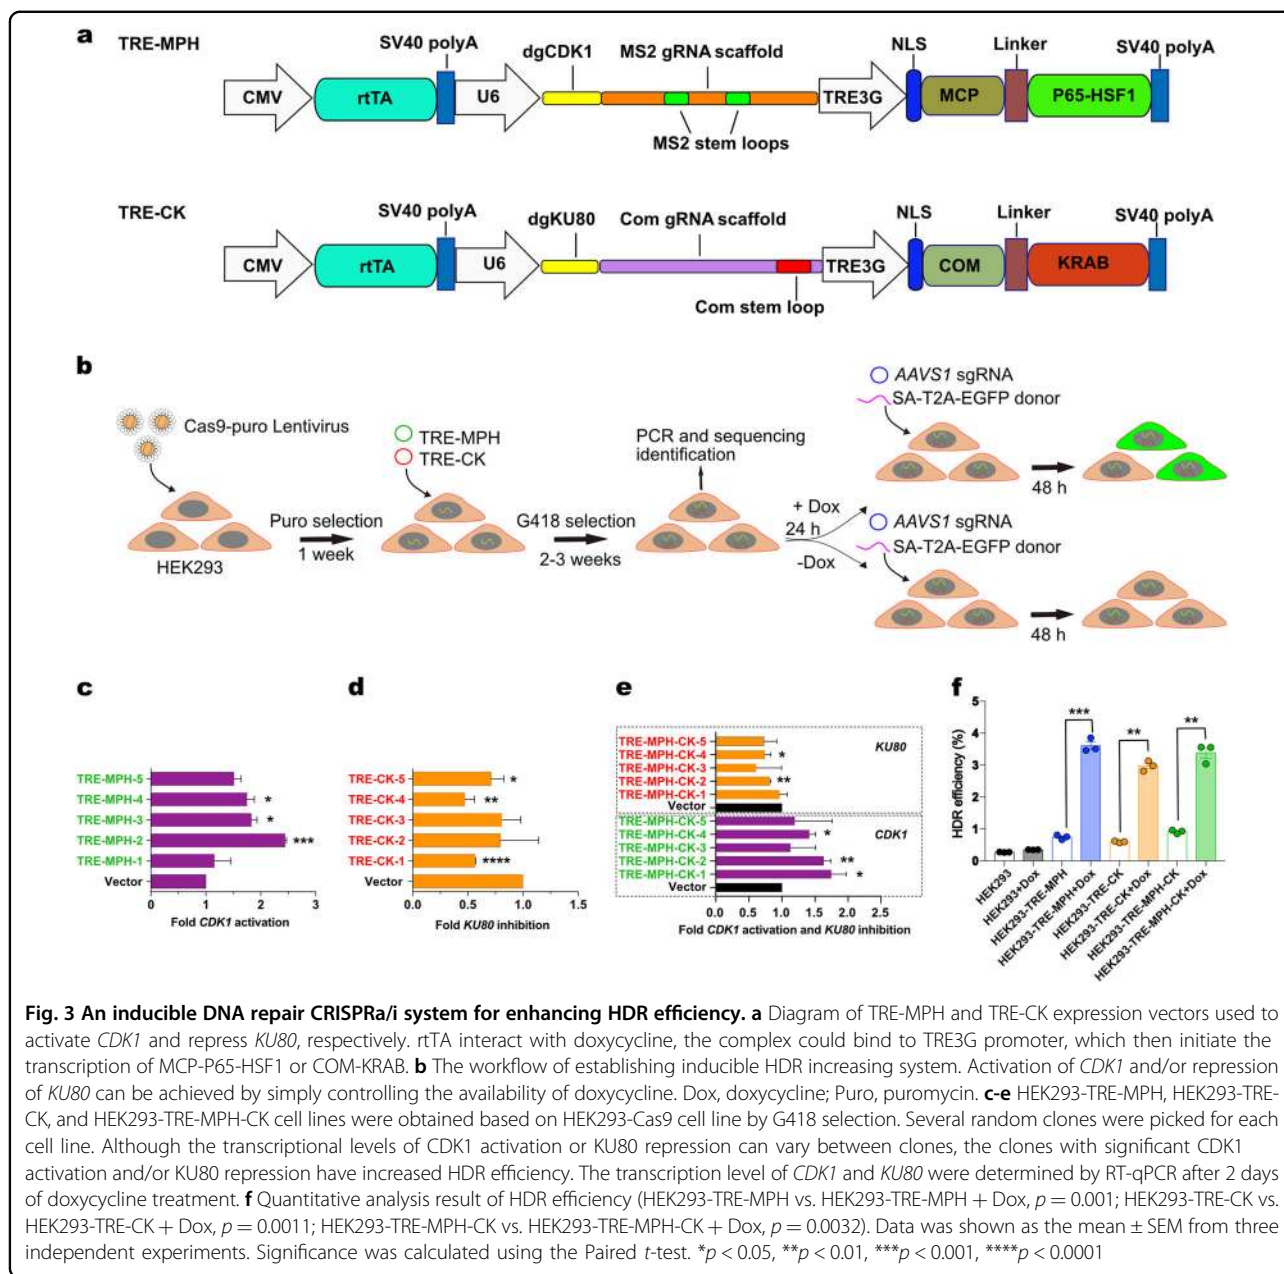 a
TRE-MPH
SV40 polyA
dgCDK1
MS2 gRNA scaffold
NLS
Linker
SV40 polyA
CMV
rtTA
U6
TRE3G
MCP
P65-HSF1
MS2 stem loops
TRE-CK
SV40 polyA
dgKU80
Com gRNA scaffold
NLS
Linker
SV40 polyA
CMV
rtTA
U6
TRE3G
COM
KRAB
Com stem loop
b
Cas9-puro Lentivirus
HEK293
Puro selection
1 week
TRE-MPH
TRE-CK
G418 selection
2-3 weeks
PCR and sequencing
identification
+ Dox
24 h
-Dox
AAVS1 sgRNA
SA-T2A-EGFP donor
48 h
AAVS1 sgRNA
SA-T2A-EGFP donor
48 h
c
TRE-MPH-5
TRE-MPH-4
*
TRE-MPH-3
*
TRE-MPH-2
***
TRE-MPH-1
Vector
0 1 2 3
Fold CDK1 activation
d
TRE-CK-5
*
TRE-CK-4
**
TRE-CK-3
TRE-CK-2
TRE-CK-1
****
Vector
0.0 0.5 1.0 1.5
Fold KU80 inhibition
e
KU80
TRE-MPH-CK-5
TRE-MPH-CK-4
*
TRE-MPH-CK-3
TRE-MPH-CK-2
**
TRE-MPH-CK-1
Vector
CDK1
TRE-MPH-CK-5
TRE-MPH-CK-4
*
TRE-MPH-CK-3
TRE-MPH-CK-2
**
TRE-MPH-CK-1
*
Vector
0.0 0.5 1.0 1.5 2.0 2.5
Fold CDK1 activation and KU80 inhibition
f
HDR efficiency (%)
5
4
3
2
1
0
***
**
**
HEK293
HEK293+Dox
HEK293-TRE-MPH
HEK293-TRE-MPH+Dox
HEK293-TRE-CK
HEK293-TRE-CK+Dox
HEK293-TRE-MPH-CK
HEK293-TRE-MPH-CK+Dox
Fig. 3 An inducible DNA repair CRISPRa/i system for enhancing HDR efficiency. a Diagram of TRE-MPH and TRE-CK expression vectors used to
activate CDK1 and repress KU80, respectively. rtTA interact with doxycycline, the complex could bind to TRE3G promoter, which then initiate the
transcription of MCP-P65-HSF1 or COM-KRAB. b The workflow of establishing inducible HDR increasing system. Activation of CDK1 and/or repression
of KU80 can be achieved by simply controlling the availability of doxycycline. Dox, doxycycline; Puro, puromycin. c-e HEK293-TRE-MPH, HEK293-TRE-
CK, and HEK293-TRE-MPH-CK cell lines were obtained based on HEK293-Cas9 cell line by G418 selection. Several random clones were picked for each
cell line. Although the transcriptional levels of CDK1 activation or KU80 repression can vary between clones, the clones with significant CDK1
activation and/or KU80 repression have increased HDR efficiency. The transcription level of CDK1 and KU80 were determined by RT-qPCR after 2 days
of doxycycline treatment. f Quantitative analysis result of HDR efficiency (HEK293-TRE-MPH vs. HEK293-TRE-MPH + Dox, p = 0.001; HEK293-TRE-CK vs.
HEK293-TRE-CK + Dox, p = 0.0011; HEK293-TRE-MPH-CK vs. HEK293-TRE-MPH-CK + Dox, p = 0.0032). Data was shown as the mean ± SEM from three
independent experiments. Significance was calculated using the Paired t-test. *p < 0.05, **p < 0.01, ***p < 0.001, ****p < 0.0001